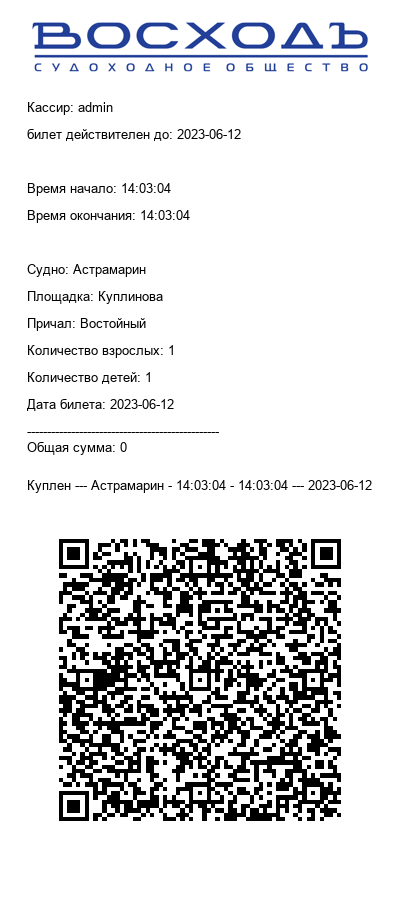 ВОСХОДЪ
СУДОХОДНОЕ ОБЩЕСТВО
Кассир: admin
билет действителен до: 2023-06-12
Время начало: 14:03:04
Время окончания: 14:03:04
Судно: Астрамарин
Площадка: Куплинова
Причал: Востойный
Количество взрослых: 1
Количество детей: 1
Дата билета: 2023-06-12
------------------------------------------------
Общая сумма: 0
Куплен --- Астрамарин - 14:03:04 - 14:03:04 --- 2023-06-12